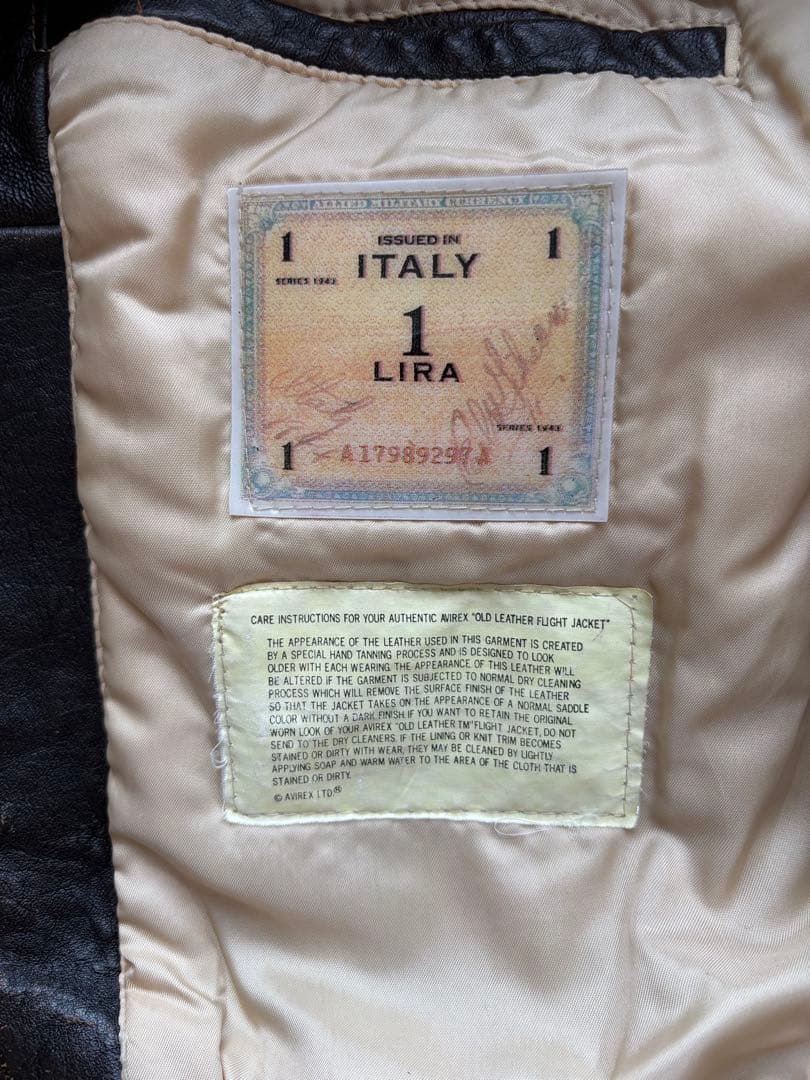 ALLIED MILITARY CURRENCY
1 ISSUED IN 1
ITALY
SERIES 1943
1
LIRA
SERIES 1943
1 A17989297A 1
CARE INSTRUCTIONS FOR YOUR AUTHENTIC AVIREX "OLD LEATHER FLIGHT JACKET"
THE APPEARANCE OF THE LEATHER USED IN THIS GARMENT IS CREATED
BY A SPECIAL HAND TANNING PROCESS AND IS DESIGNED TO LOOK
OLDER WITH EACH WEARING. THE APPEARANCE OF THIS LEATHER WILL
BE ALTERED IF THE GARMENT IS SUBJECTED TO NORMAL DRY CLEANING
PROCESS WHICH WILL REMOVE THE SURFACE FINISH OF THE LEATHER
SO THAT THE JACKET TAKES ON THE APPEARANCE OF A NORMAL SADDLE
COLOR WITHOUT A DARK FINISH. IF YOU WANT TO RETAIN THE ORIGINAL
WORN LOOK OF YOUR AVIREX "OLD LEATHER TM" FLIGHT JACKET, DO NOT
SEND TO THE DRY CLEANERS. IF THE LINING OR KNIT TRIM BECOMES
STAINED OR DIRTY WITH WEAR, THEY MAY BE CLEANED BY LIGHTLY
APPLYING SOAP AND WARM WATER TO THE AREA OF THE CLOTH THAT IS
STAINED OR DIRTY.
© AVIREX LTD.®